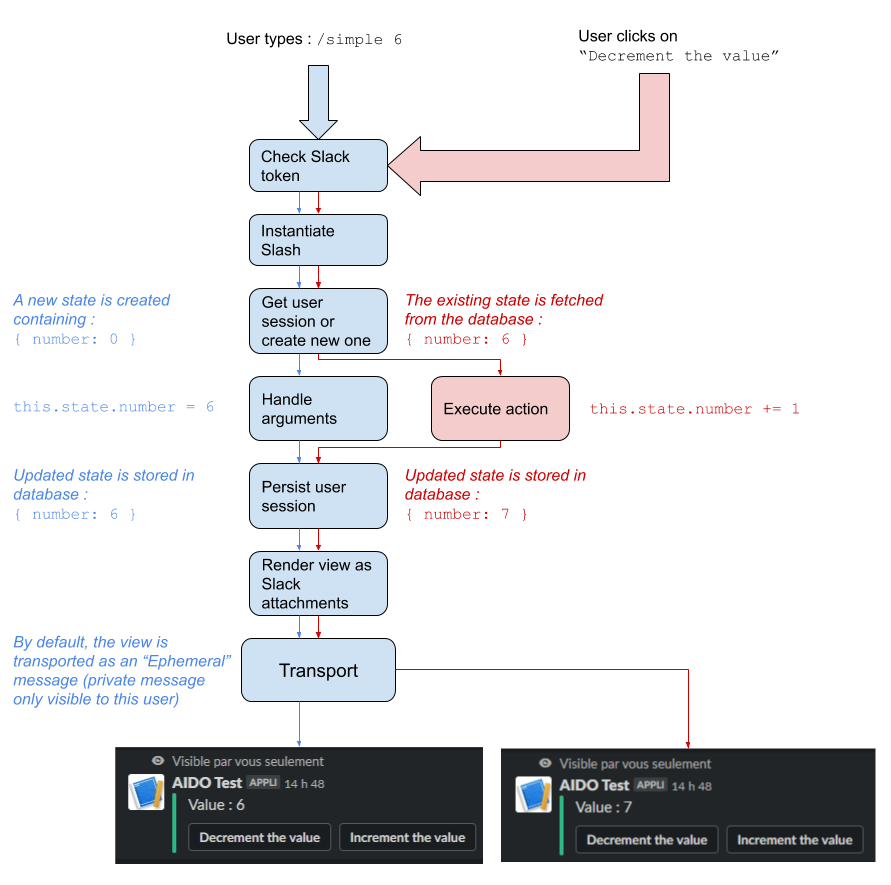 User types : /simple 6
User clicks on
“Decrement the value”
Check Slack
token
Instantiate
Slash
A new state is created
containing :
{ number: 0 }
Get user
session or
create new one
The existing state is fetched
from the database :
{ number: 6 }
this.state.number = 6
Handle
arguments
Execute action
this.state.number += 1
Updated state is stored in
database :
{ number: 6 }
Persist user
session
Updated state is stored in
database :
{ number: 7 }
Render view as
Slack
attachments
By default, the view is
transported as an “Ephemeral”
message (private message
only visible to this user)
Transport
Visible par vous seulement
AIDO Test APPLI 14 h 48
Value : 6
Decrement the value Increment the value
Visible par vous seulement
AIDO Test APPLI 14 h 48
Value : 7
Decrement the value Increment the value